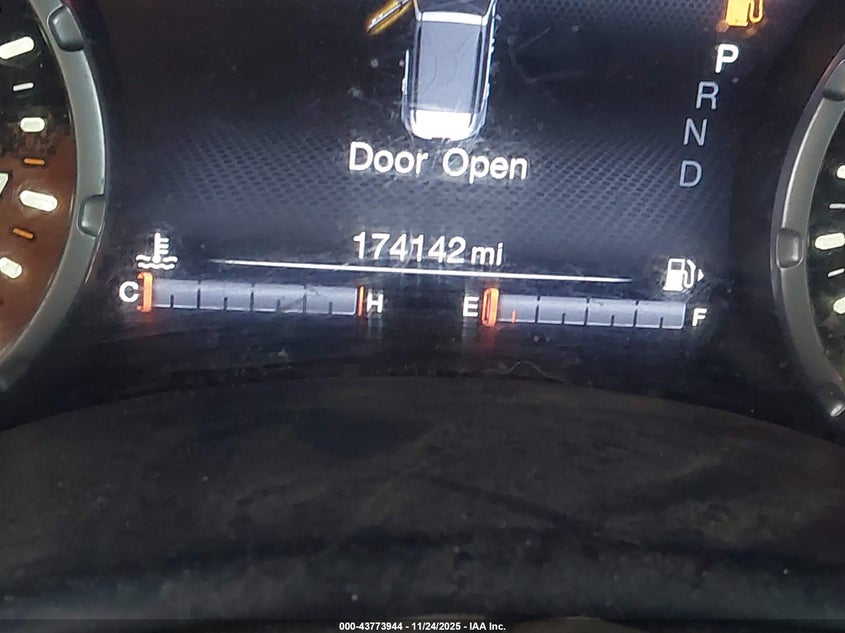 P
R
N
D
Door Open
174142 mi
C H E F
000-43773944 - 11/24/2025 - IAA Inc.